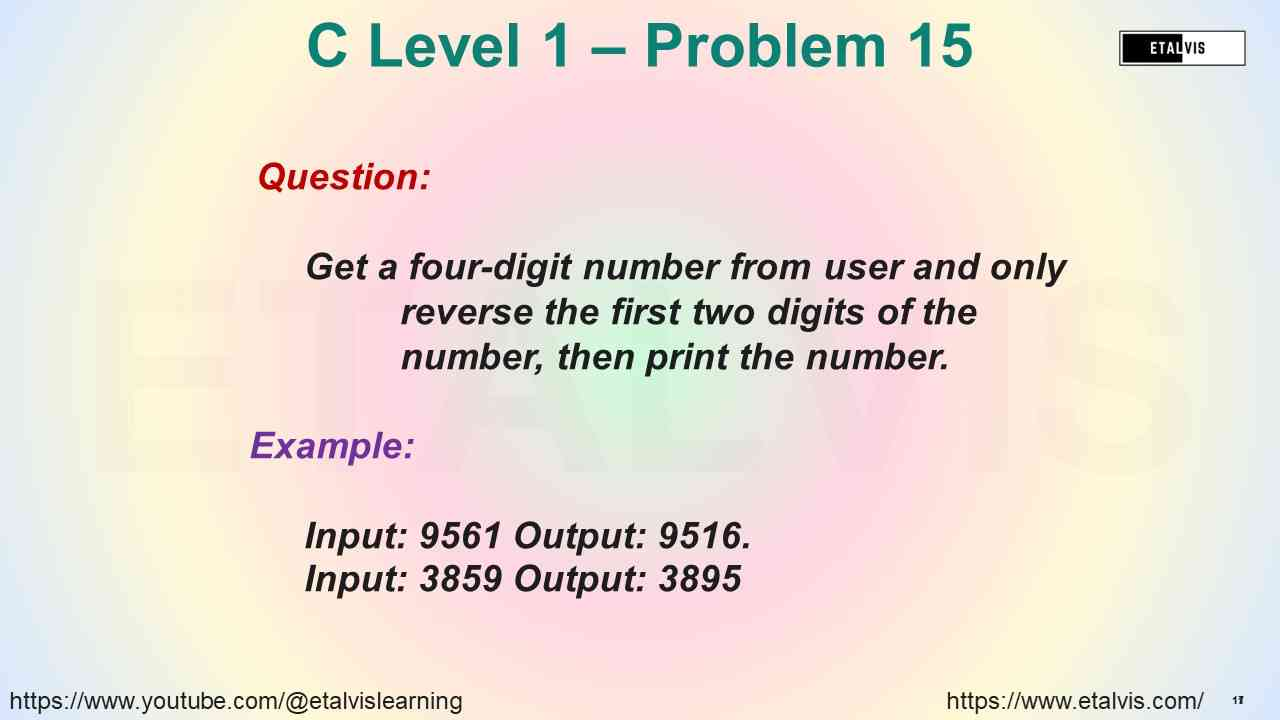 C Level 1 – Problem 15
ETALVIS
Question:
Get a four-digit number from user and only
reverse the first two digits of the
number, then print the number.
Example:
Input: 9561 Output: 9516.
Input: 3859 Output: 3895
ETALVIS
https://www.youtube.com/@etalvislearning
https://www.etalvis.com/